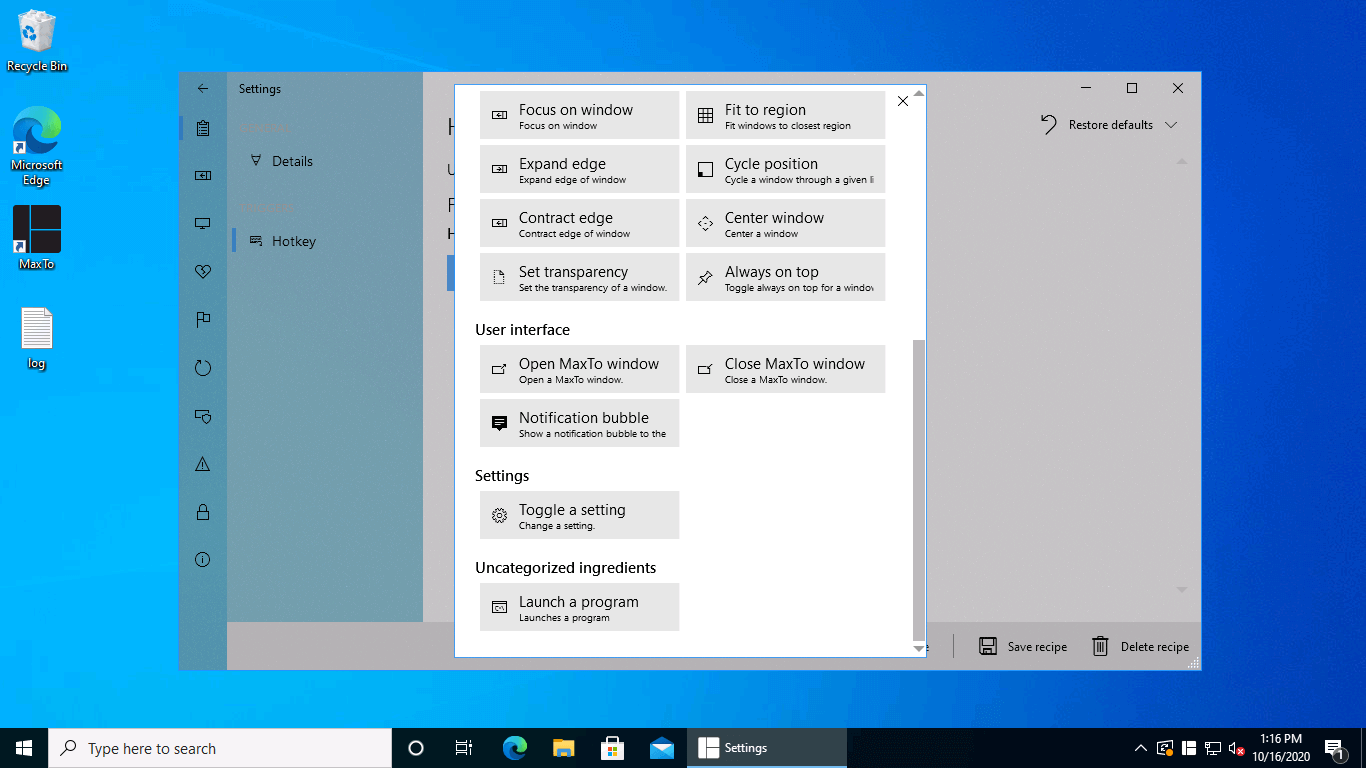 Recycle Bin
Microsoft
Edge
MaxTo
log
Settings
Details
Hotkey
H
U
F
H
Restore defaults
Focus on window
Focus on window
Fit to region
Fit windows to closest region
Expand edge
Expand edge of window
Cycle position
Cycle a window through a given li
Contract edge
Contract edge of window
Center window
Center a window
Set transparency
Set the transparency of a window.
Always on top
Toggle always on top for a window
User interface
Open MaxTo window
Open a MaxTo window.
Close MaxTo window
Close a MaxTo window.
Notification bubble
Show a notification bubble to the
Settings
Toggle a setting
Change a setting.
Uncategorized ingredients
Launch a program
Launches a program
Save recipe
Delete recipe
Type here to search
Settings
1:16 PM
10/16/2020
1